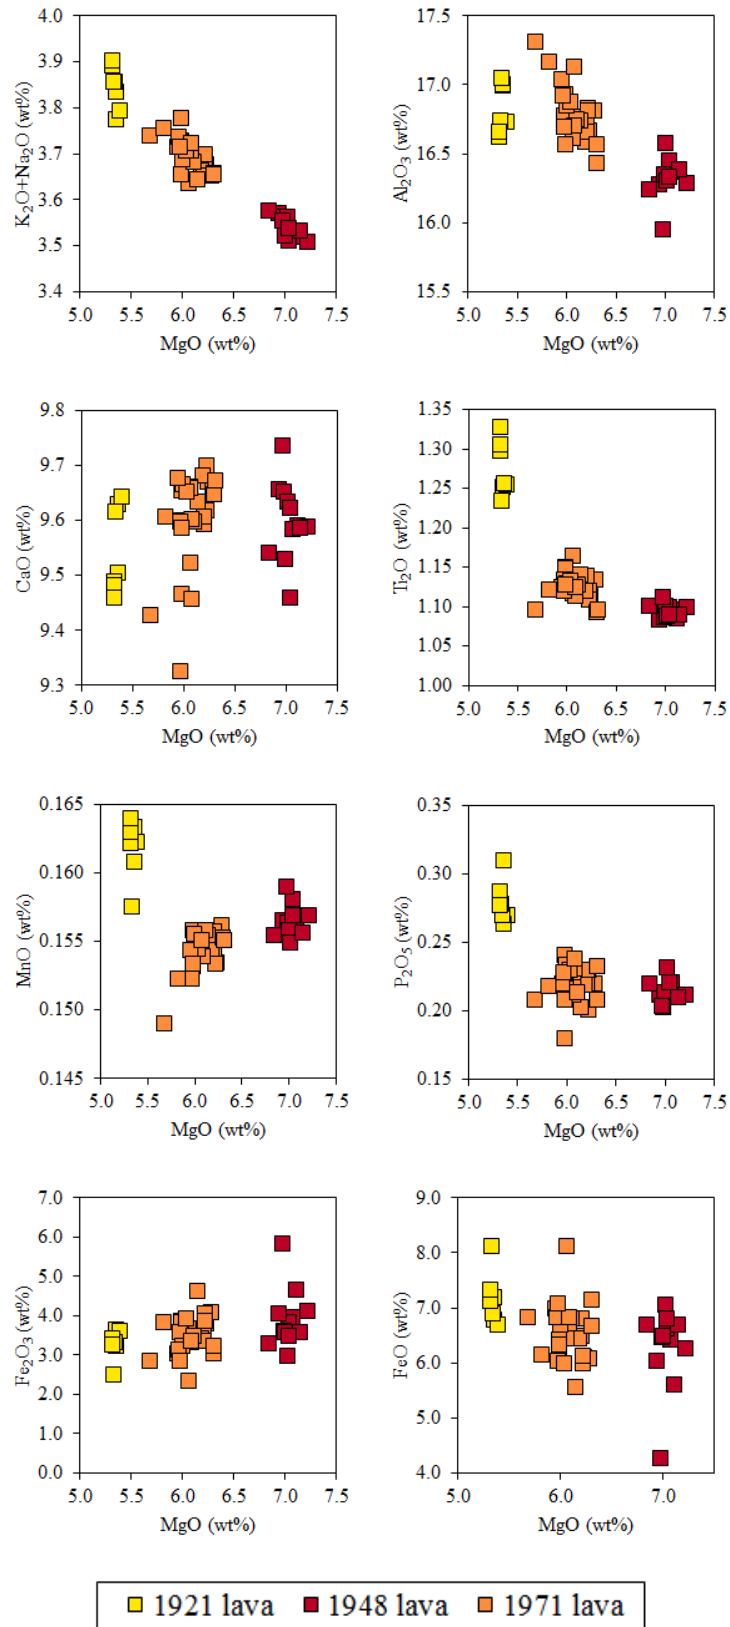 4.0
3.9
3.8
3.7
3.6
3.5
3.4
K₂O+Na₂O (wt%)
5.0 5.5 6.0 6.5 7.0 7.5
MgO (wt%)
17.5
17.0
16.5
16.0
15.5
Al₂O₃ (wt%)
5.0 5.5 6.0 6.5 7.0 7.5
MgO (wt%)
9.8
9.7
9.6
9.5
9.4
9.3
CaO (wt%)
5.0 5.5 6.0 6.5 7.0 7.5
MgO (wt%)
1.35
1.30
1.25
1.20
1.15
1.10
1.05
1.00
Ti₂O (wt%)
5.0 5.5 6.0 6.5 7.0 7.5
MgO (wt%)
0.165
0.160
0.155
0.150
0.145
MnO (wt%)
5.0 5.5 6.0 6.5 7.0 7.5
MgO (wt%)
0.35
0.30
0.25
0.20
0.15
P₂O₅ (wt%)
5.0 5.5 6.0 6.5 7.0 7.5
MgO (wt%)
7.0
6.0
5.0
4.0
3.0
2.0
1.0
0.0
Fe₂O₃ (wt%)
5.0 5.5 6.0 6.5 7.0 7.5
MgO (wt%)
9.0
8.0
7.0
6.0
5.0
4.0
FeO (wt%)
5.0 6.0 7.0
MgO (wt%)
1921 lava 1948 lava 1971 lava